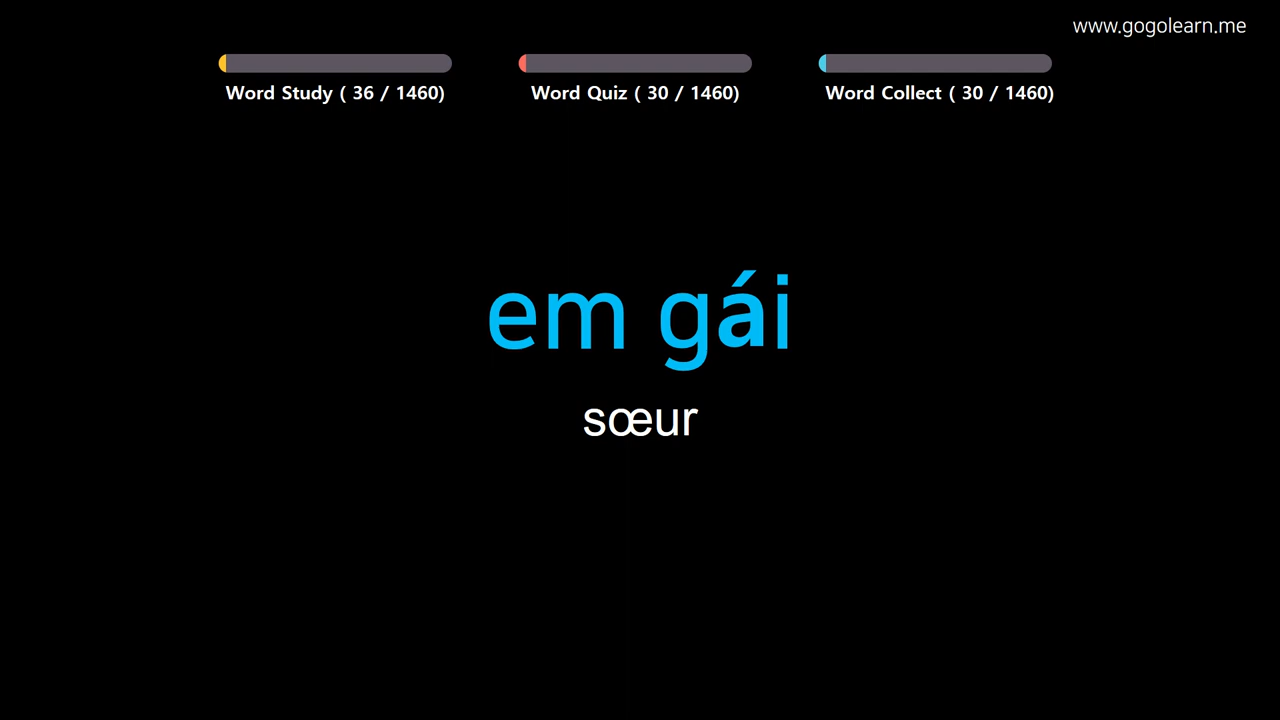 www.gogolearn.me
Word Study ( 36 / 1460)
Word Quiz ( 30 / 1460)
Word Collect ( 30 / 1460)
em gái
sœur